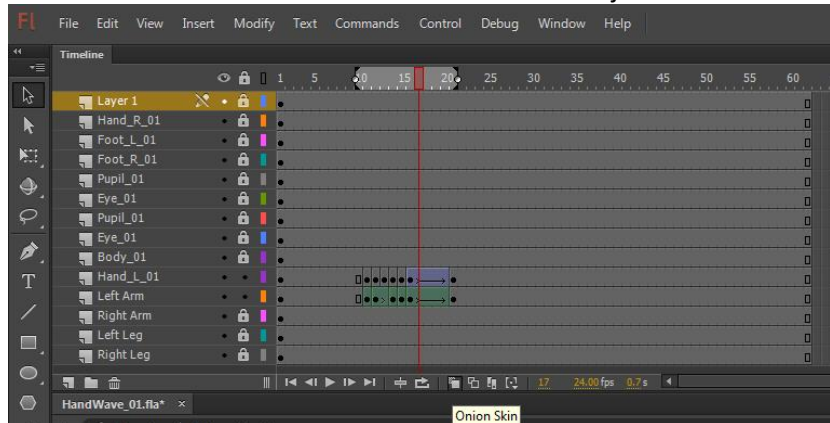 Fl File Edit View Insert Modify Text Commands Control Debug Window Help
Timeline
1 5 10 15 20 25 30 35 40 45 50 55 60
Layer 1
Hand_R_01
Foot_L_01
Foot_R_01
Pupil_01
Eye_01
Pupil_01
Eye_01
Body_01
Hand_L_01
Left Arm
Right Arm
Left Leg
Right Leg
17 24.00 fps 0.7 s
HandWave_01.fla* ×
Onion Skin